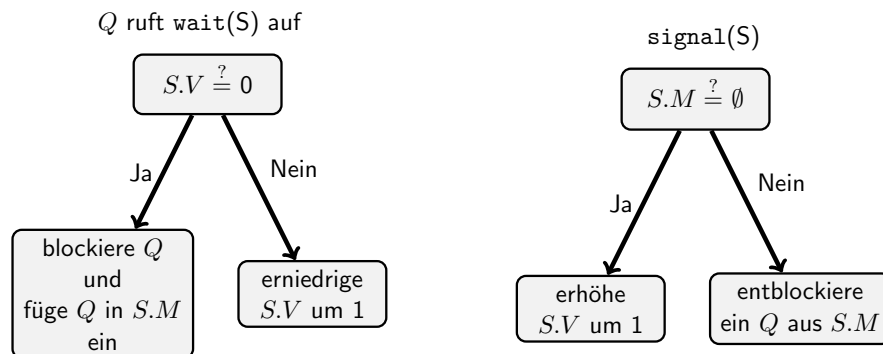 Q ruft wait(S) auf
S.V ≟ 0
Ja
Nein
blockiere Q
und
füge Q in S.M
ein
erniedrige
S.V um 1
signal(S)
S.M ≟ ∅
Ja
Nein
erhöhe
S.V um 1
entblockiere
ein Q aus S.M